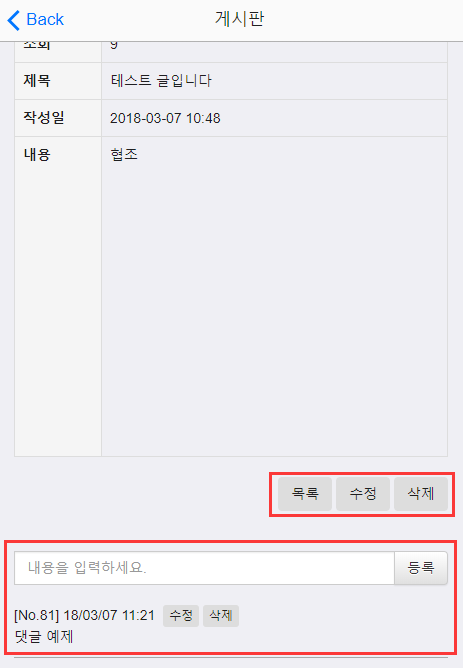 Back 게시판
조회 9
제목 테스트 글입니다
작성일 2018-03-07 10:48
내용 협조
목록 수정 삭제
내용을 입력하세요. 등록
[No.81] 18/03/07 11:21 수정 삭제
댓글 예제